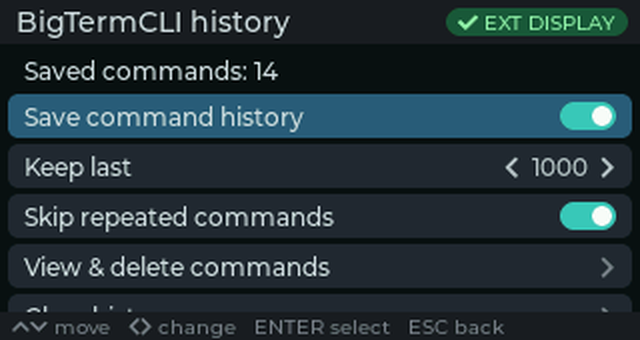 BigTermCLI history
EXT DISPLAY
Saved commands: 14
Save command history
Keep last
1000
Skip repeated commands
View & delete commands
move change ENTER select ESC back